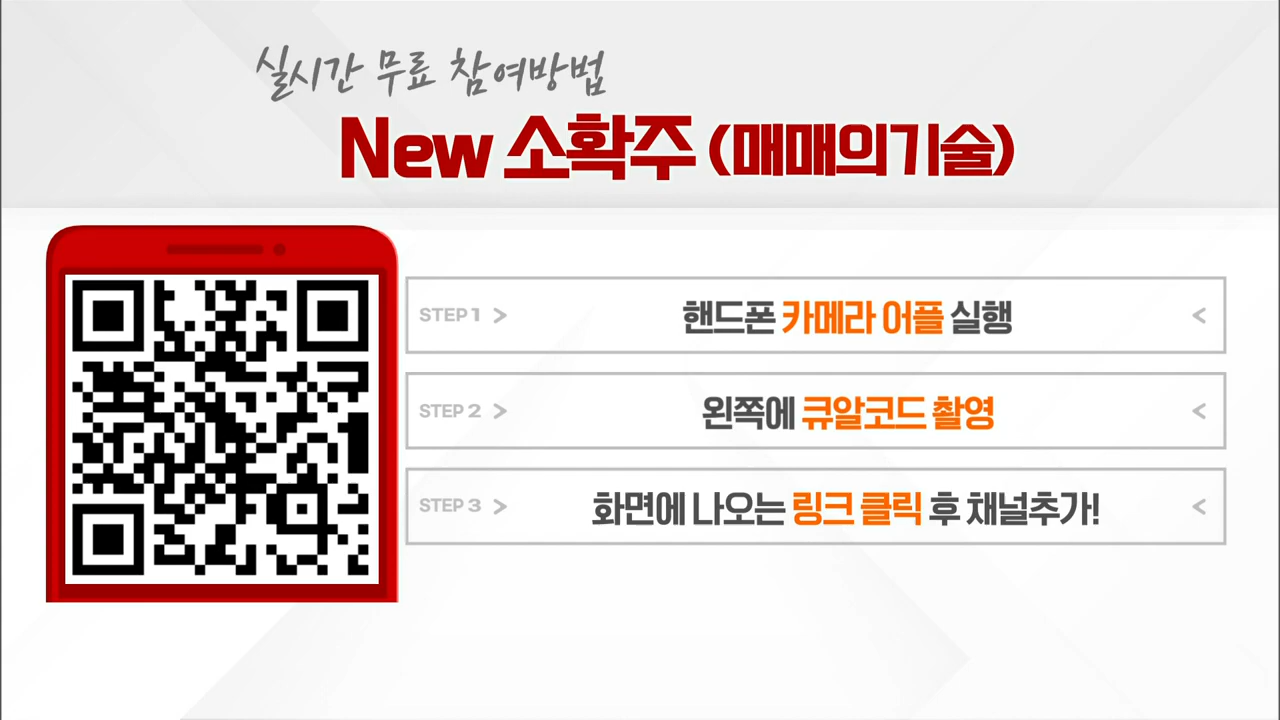 실시간 무료 참여방법
New 소확주 (매매의기술)
STEP 1 > 핸드폰 카메라 어플 실행 <
STEP 2 > 왼쪽에 큐알코드 촬영 <
STEP 3 > 화면에 나오는 링크 클릭 후 채널추가! <